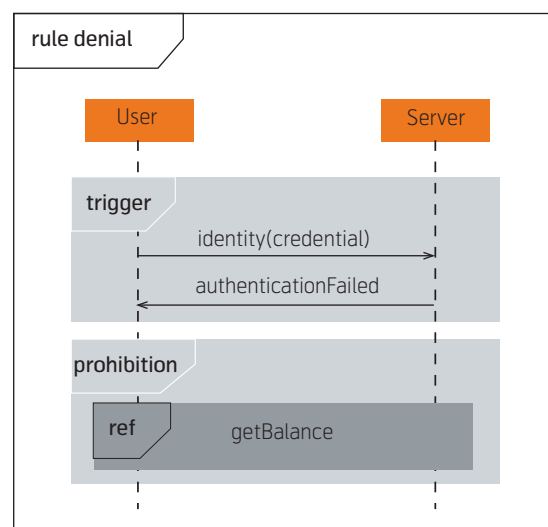 rule denial
User
Server
trigger
identity(credential)
authenticationFailed
prohibition
ref
getBalance